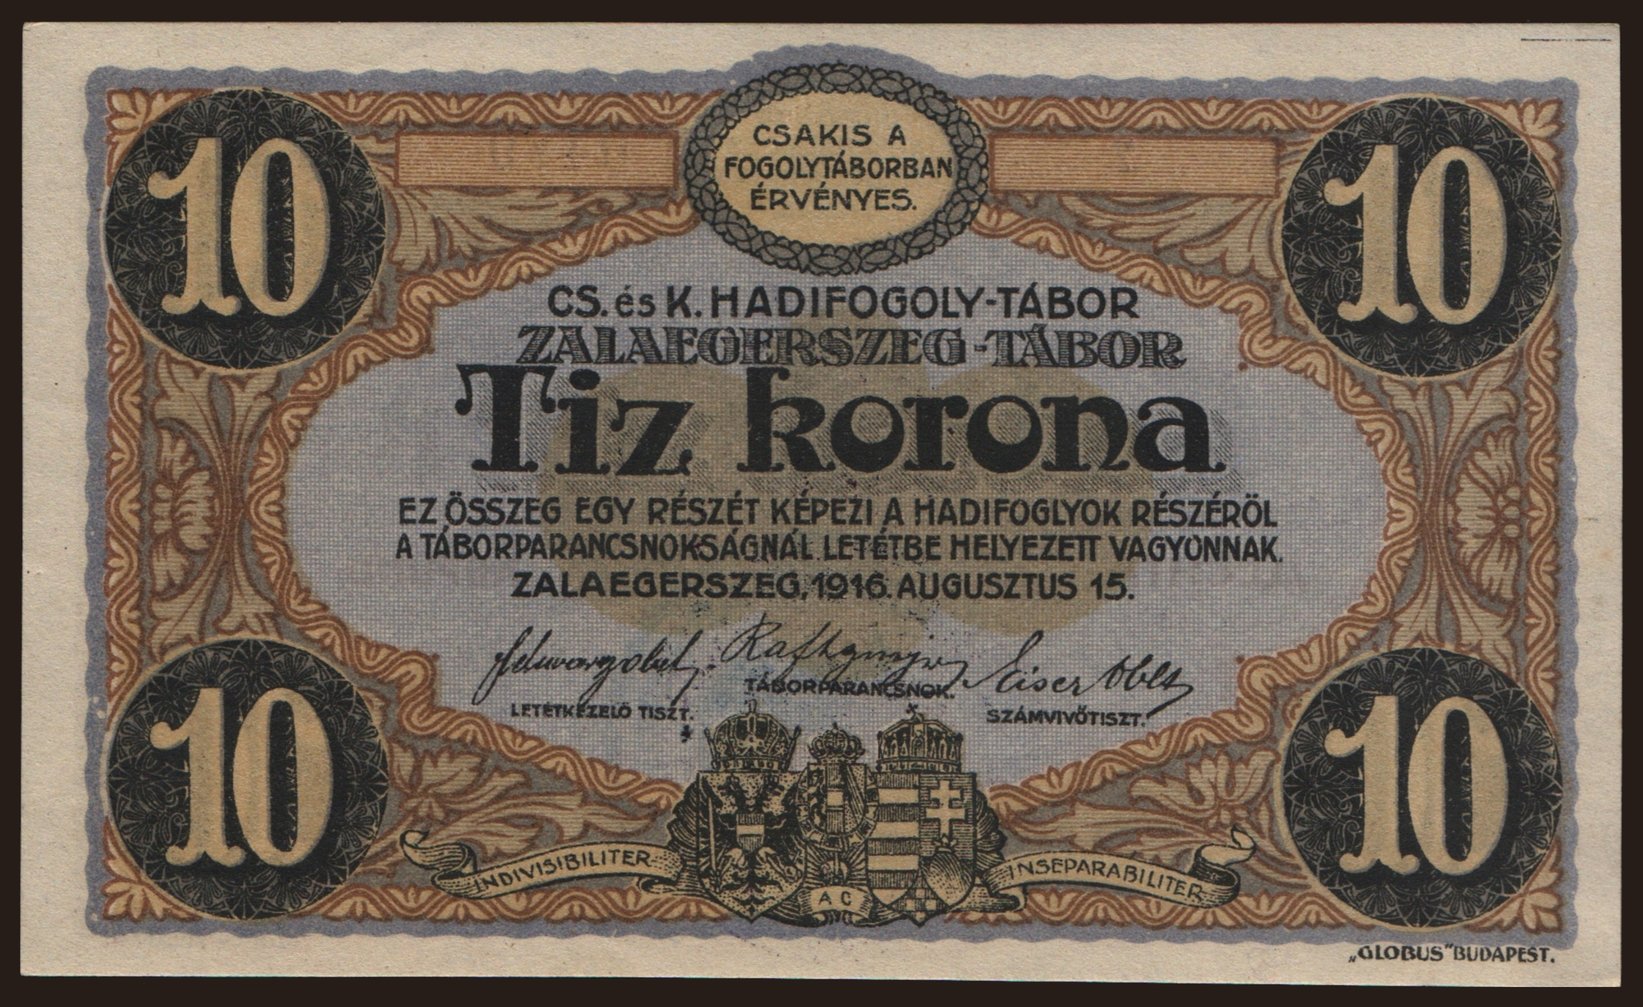 10
10
CSAKIS A
FOGOLYTÁBORBAN
ÉRVÉNYES.
CS. és K. HADIFOGOLY-TÁBOR
ZALAEGERSZEG-TÁBOR
Tiz korona
EZ ÖSSZEG EGY RÉSZÉT KÉPEZI A HADIFOGLYOK RÉSZÉRÖL
A TÁBORPARANCSNOKSÁGNÁL LETÉTBE HELYEZETT VAGYONNAK.
ZALAEGERSZEG, 1916. AUGUSZTUS 15.
TÁBORPARANCSNOK.
LETÉTKEZELŐ TISZT.
SZÁMVIVŐTISZT.
10
10
INDIVISIBILITER
AC
INSEPARABILITER
„GLOBUS" BUDAPEST.